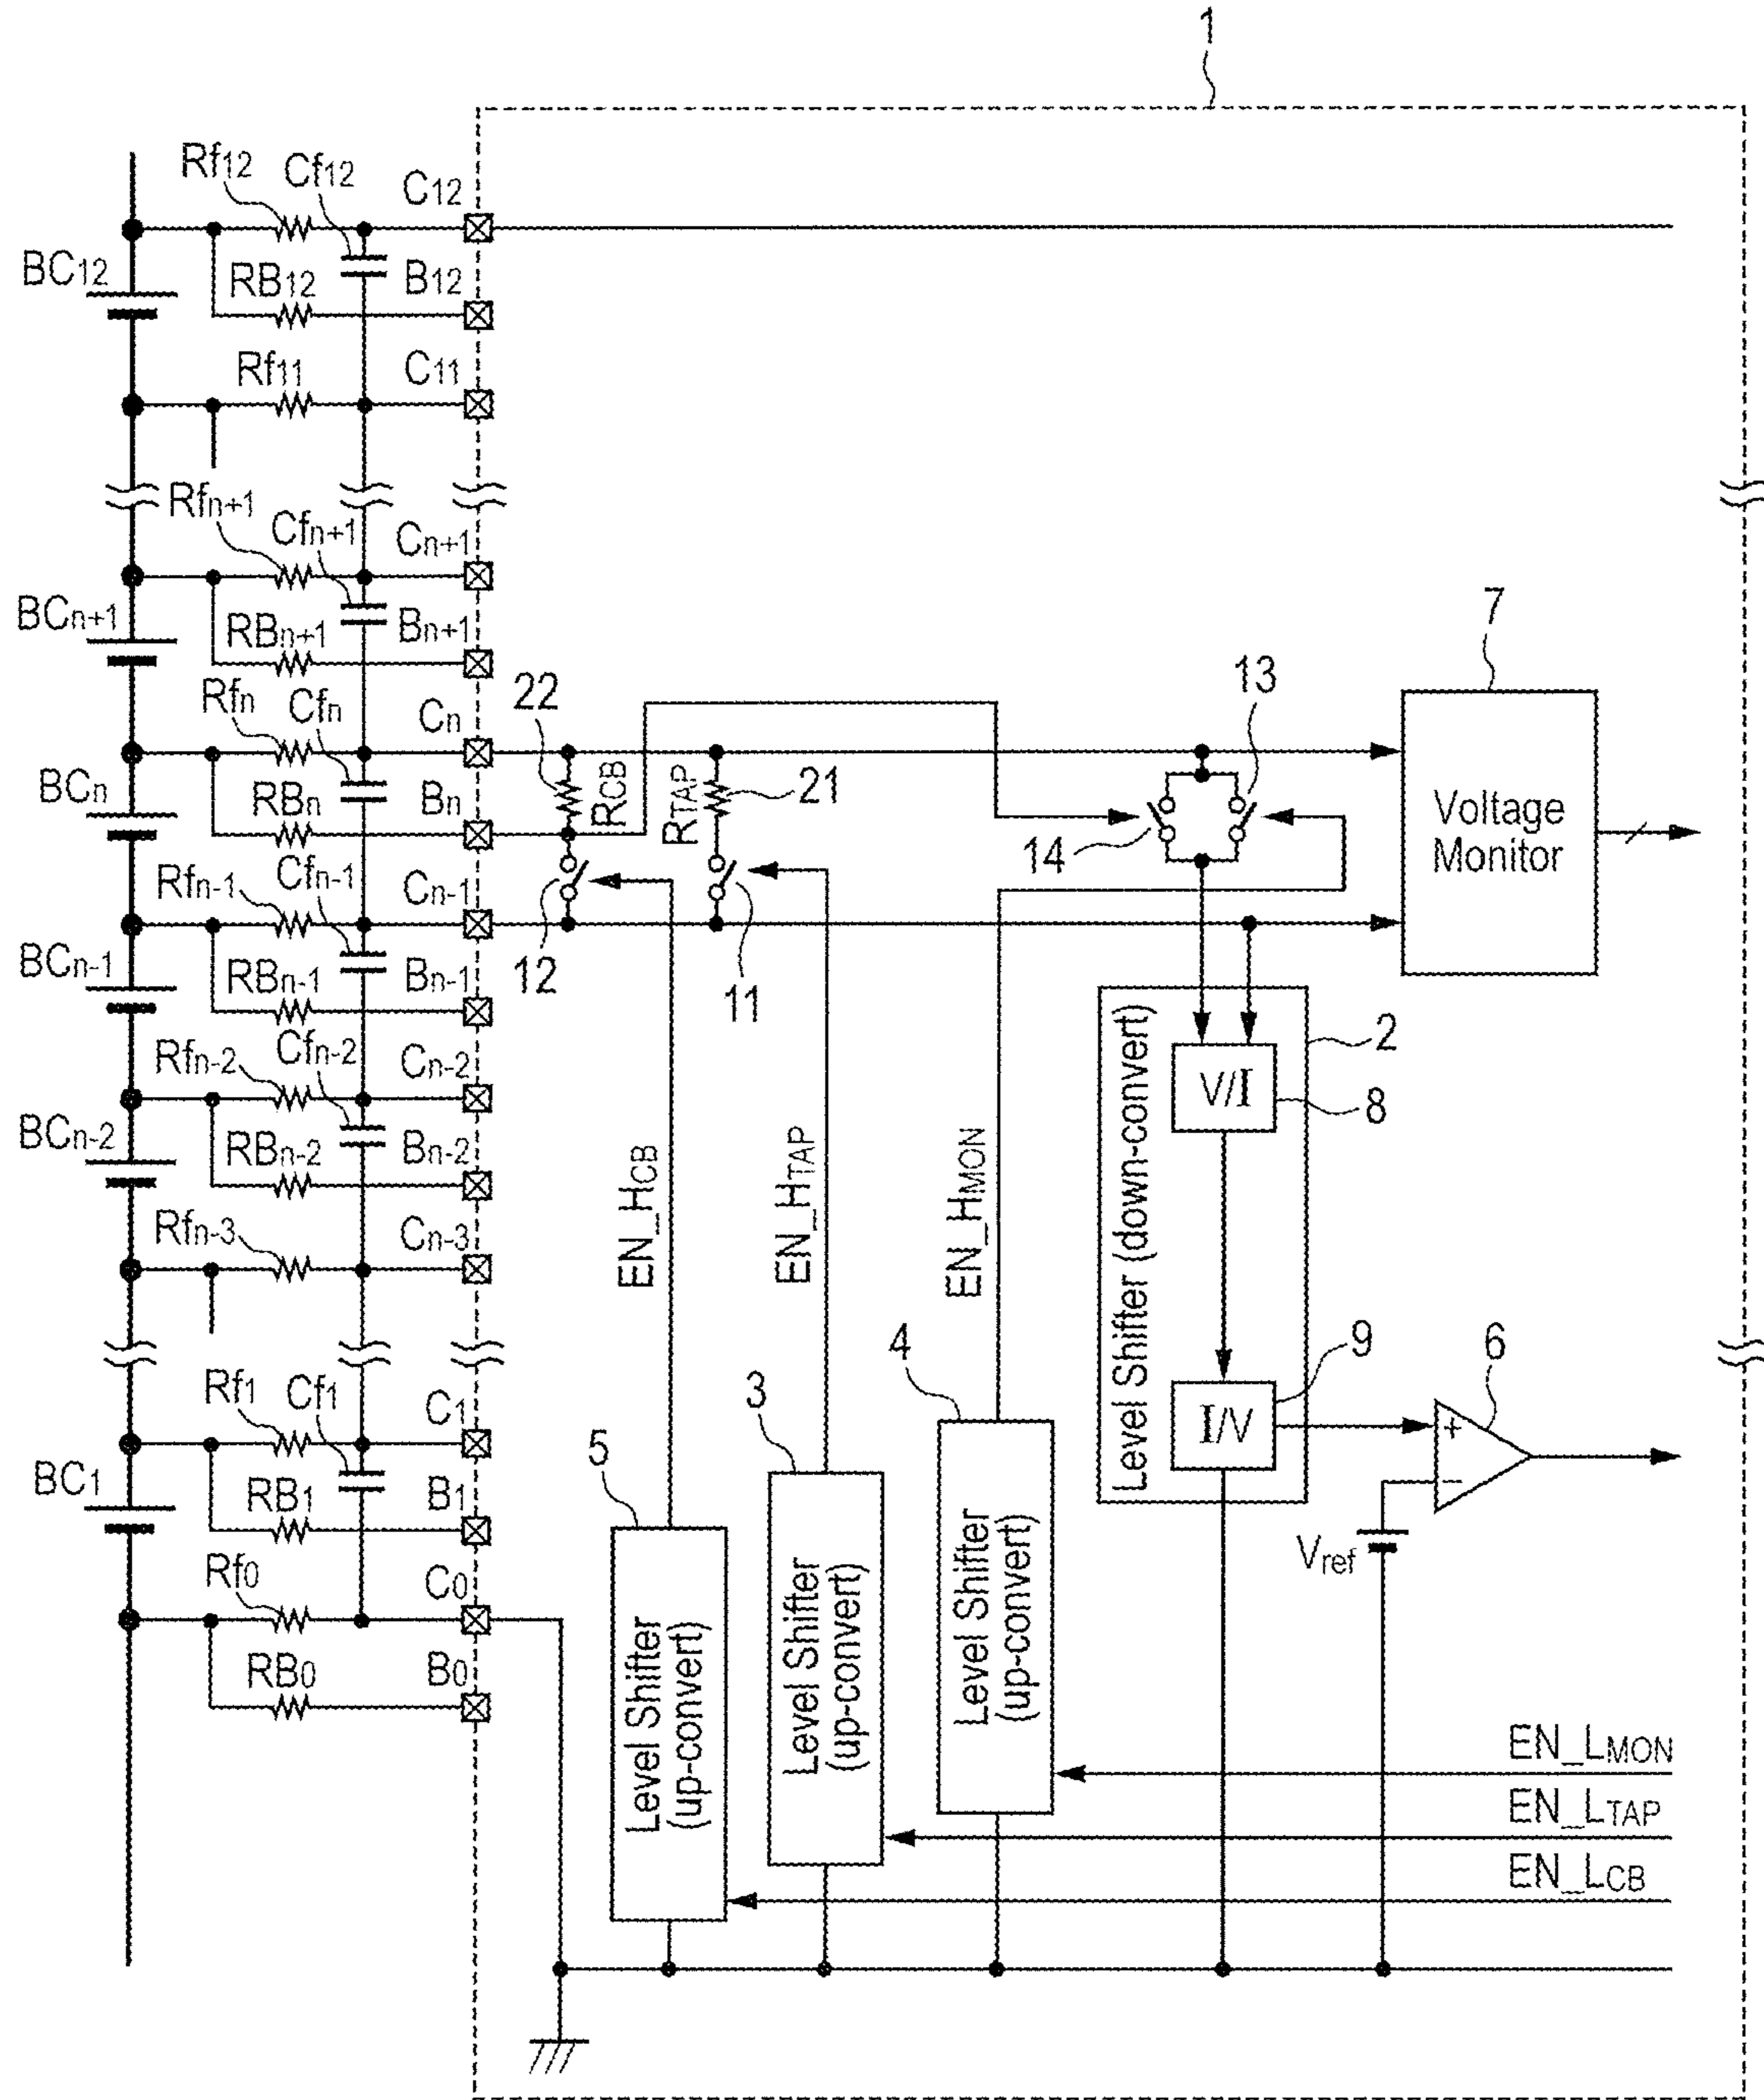 1
Rf12
Cf12
C12
BC12
RB12
B12
Rf11
C11
Rfn+1
Cfn+1
Cn+1
BCn+1
RBn+1
Bn+1
7
13
Rfn
Cfn
Cn
22
RCB
RTAP
21
BCn
RBn
Bn
14
Voltage
Monitor
Rfn-1
Cfn-1
Cn-1
12
11
BCn-1
RBn-1
Bn-1
2
Rfn-2
Cfn-2
Cn-2
V/I
8
BCn-2
RBn-2
Bn-2
EN_HCB
EN_HTAP
EN_HMON
Level Shifter (down-convert)
Rfn-3
Cn-3
Rf1
Cf1
C1
5
3
4
9
6
I/V
+
−
BC1
RB1
B1
Vref
Rf0
C0
RB0
B0
Level Shifter
(up-convert)
Level Shifter
(up-convert)
Level Shifter
(up-convert)
EN_LMON
EN_LTAP
EN_LCB